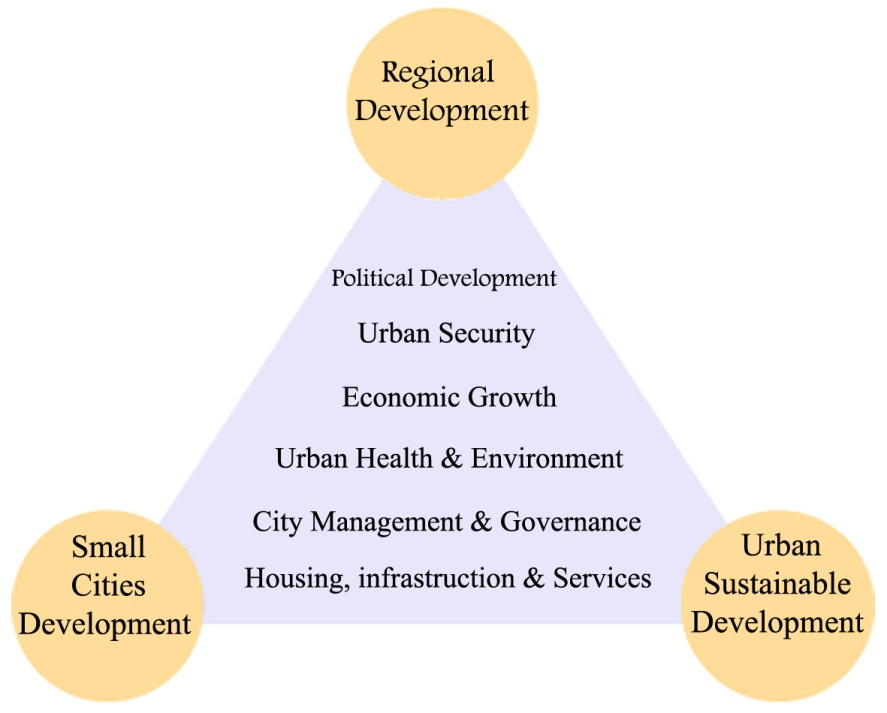 Regional
Development
Political Development
Urban Security
Economic Growth
Urban Health & Environment
City Management & Governance
Housing, infrastruction & Services
Small
Cities
Development
Urban
Sustainable
Development